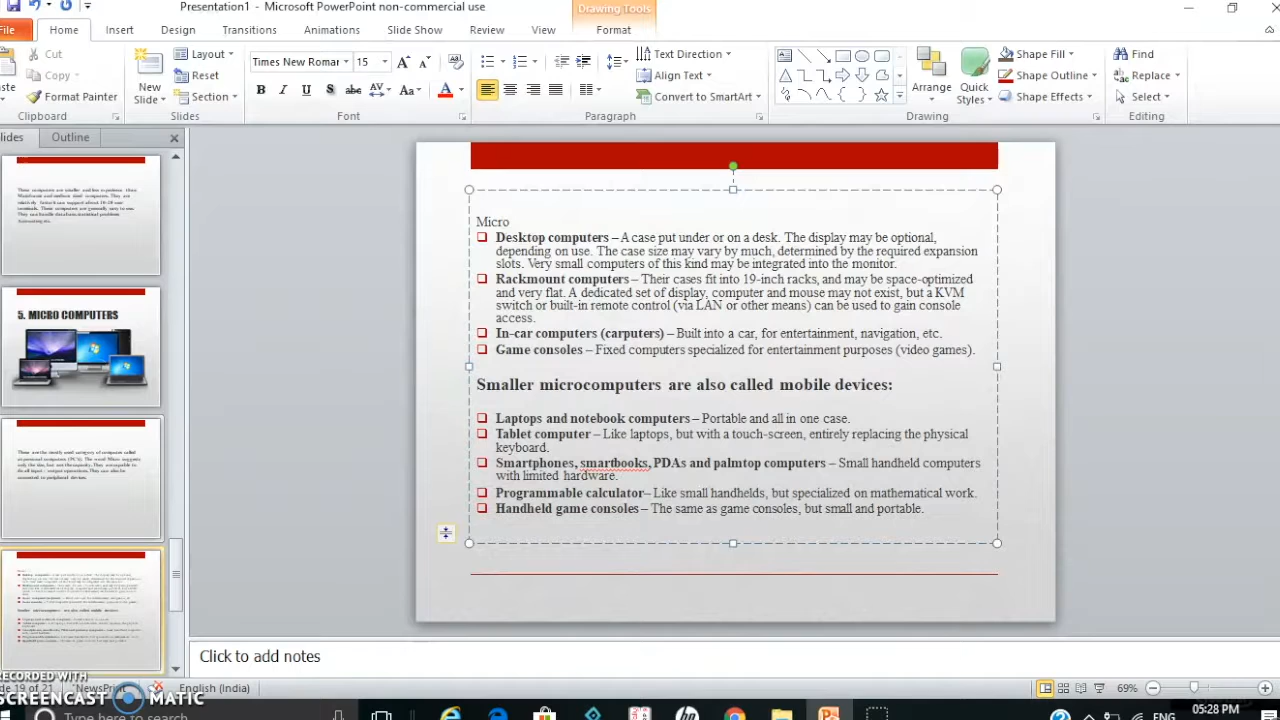 Presentation1 - Microsoft PowerPoint non-commercial use
Drawing Tools
File Home Insert Design Transitions Animations Slide Show Review View Format
Cut
Copy
Format Painter
Clipboard
New
Slide
Layout
Reset
Section
Slides
Times New Romar 15
B I U S abc AV Aa A
Font
Text Direction
Align Text
Convert to SmartArt
Paragraph
Arrange
Quick
Styles
Shape Fill
Shape Outline
Shape Effects
Drawing
Find
Replace
Select
Editing
Outline
5. MICRO COMPUTERS
Micro
Desktop computers – A case put under or on a desk. The display may be optional,
depending on use. The case size may vary by much, determined by the required expansion
slots. Very small computers of this kind may be integrated into the monitor.
Rackmount computers – Their cases fit into 19-inch racks, and may be space-optimized
and very flat. A dedicated set of display, computer and mouse may not exist, but a KVM
switch or built-in remote control (via LAN or other means) can be used to gain console
access.
In-car computers (carputers) – Built into a car, for entertainment, navigation, etc.
Game consoles – Fixed computers specialized for entertainment purposes (video games).
Smaller microcomputers are also called mobile devices:
Laptops and notebook computers – Portable and all in one case.
Tablet computer – Like laptops, but with a touch-screen, entirely replacing the physical
keyboard.
Smartphones, smartbooks, PDAs and palmtop computers – Small handheld computers
with limited hardware.
Programmable calculator– Like small handhelds, but specialized on mathematical work.
Handheld game consoles – The same as game consoles, but small and portable.
Click to add notes
RECORDED WITH
SCREENCAST MATIC
19 of 21 "NewsPrint" English (India) 69%
Type here to search
05:28 PM